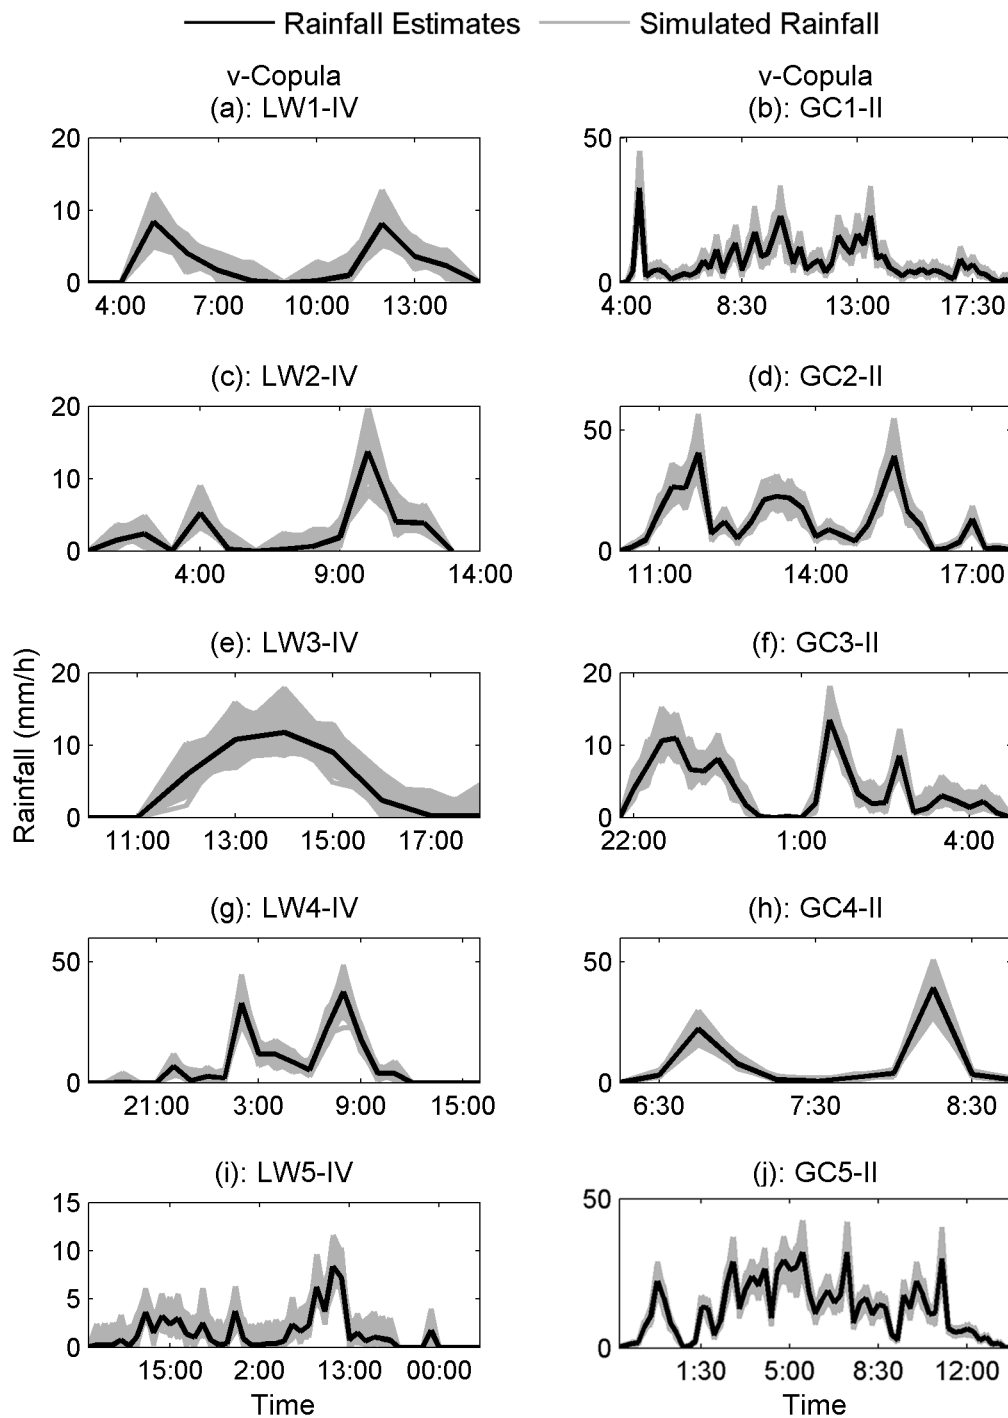 Rainfall Estimates Simulated Rainfall
v-Copula
(a): LW1-IV
20
10
0
4:00 7:00 10:00 13:00
v-Copula
(b): GC1-II
50
0
4:00 8:30 13:00 17:30
(c): LW2-IV
20
10
0
4:00 9:00 14:00
(d): GC2-II
50
0
11:00 14:00 17:00
Rainfall (mm/h)
(e): LW3-IV
20
10
0
11:00 13:00 15:00 17:00
(f): GC3-II
20
10
0
22:00 1:00 4:00
(g): LW4-IV
50
0
21:00 3:00 9:00 15:00
(h): GC4-II
50
0
6:30 7:30 8:30
(i): LW5-IV
15
10
5
0
15:00 2:00 13:00 00:00
Time
(j): GC5-II
50
0
1:30 5:00 8:30 12:00
Time